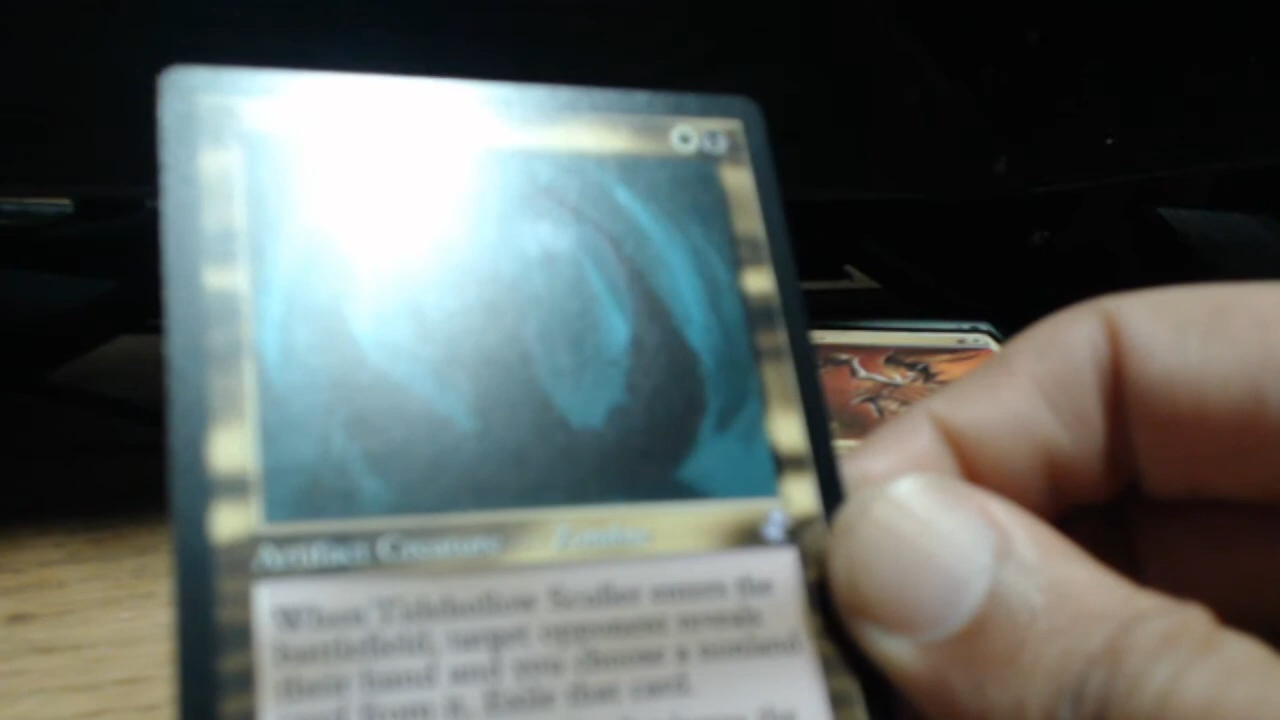 Artifact Creature Zombie
When Tidehollow Sculler enters the
battlefield, target opponent reveals
their hand and you choose a nonland
card from it. Exile that card.
the